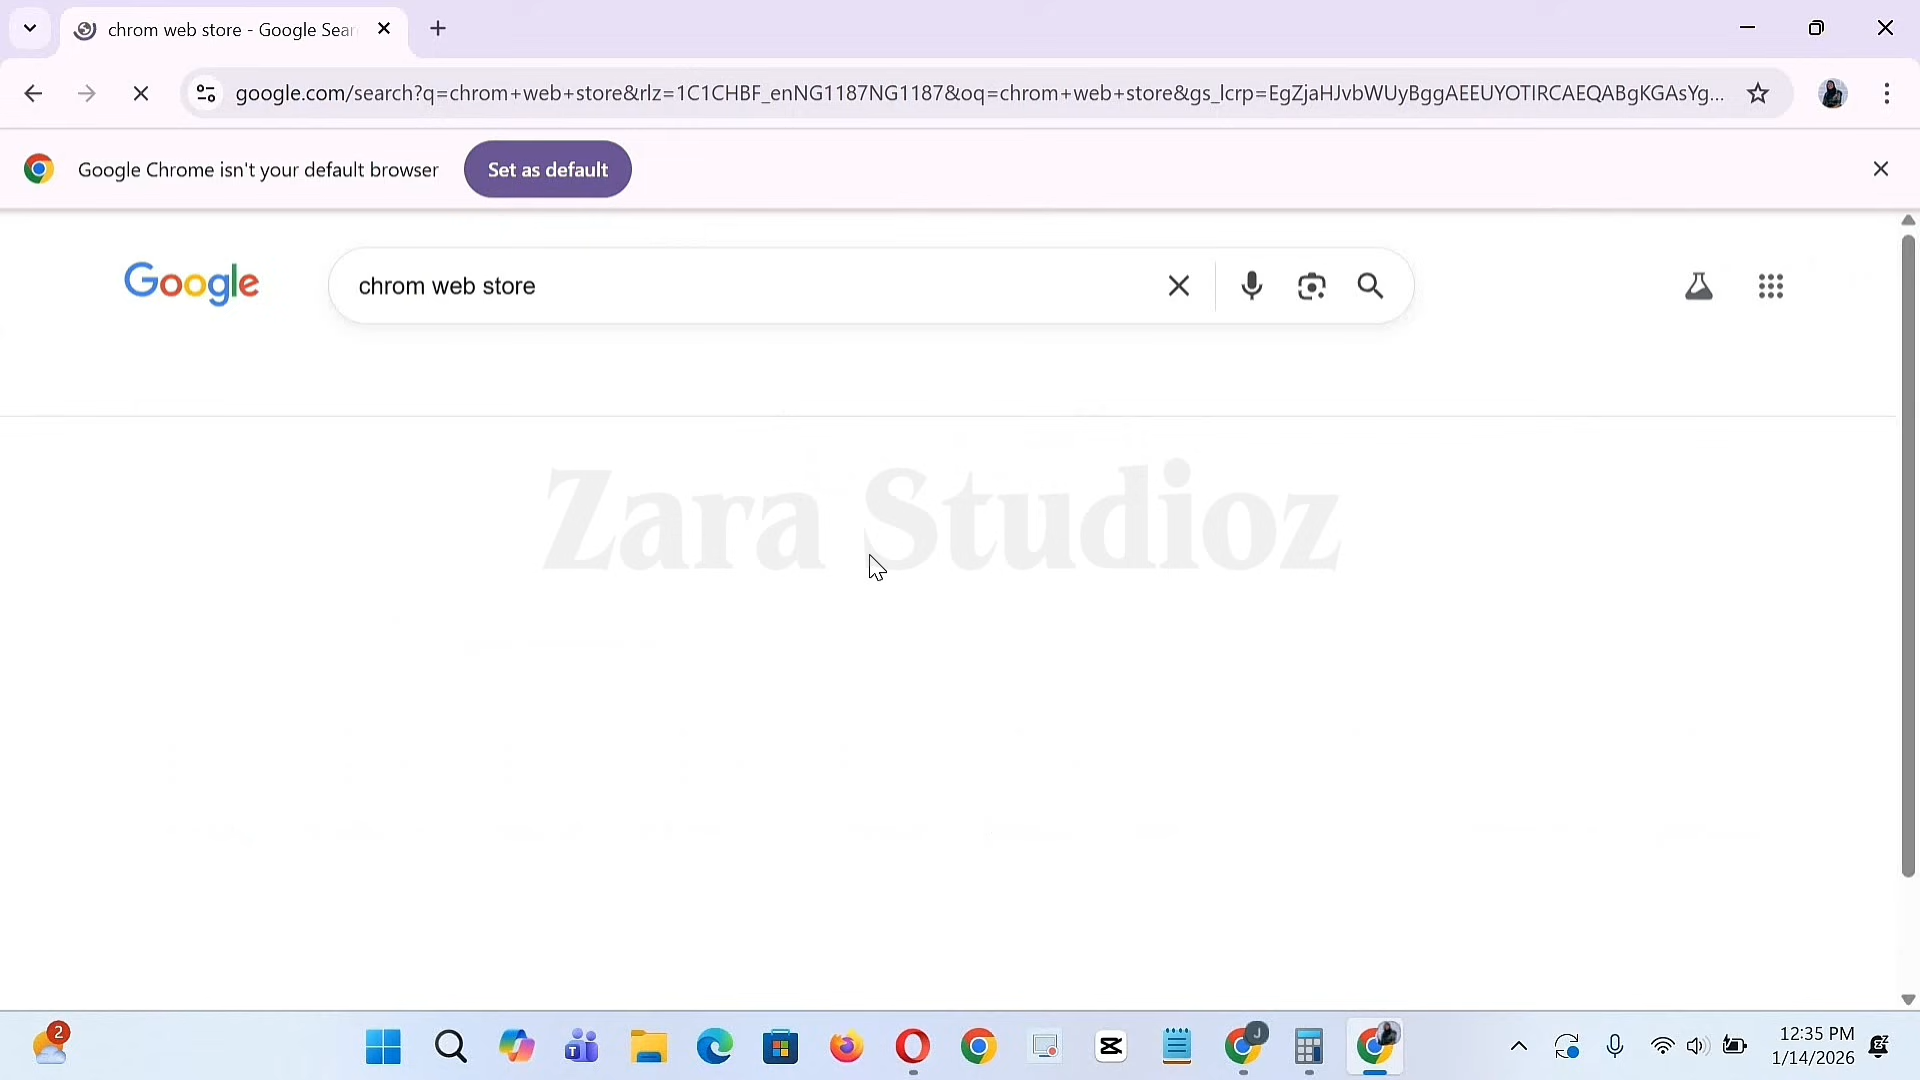 chrom web store - Google Sear
google.com/search?q=chrom+web+store&rlz=1C1CHBF_enNG1187NG1187&oq=chrom+web+store&gs_lcrp=EgZjaHJvbWUyBggAEEUYOTIRCAEQABgKGAsYg...
Google Chrome isn't your default browser
Set as default
Google
chrom web store
Zara Studioz
2
J
12:35 PM
1/14/2026